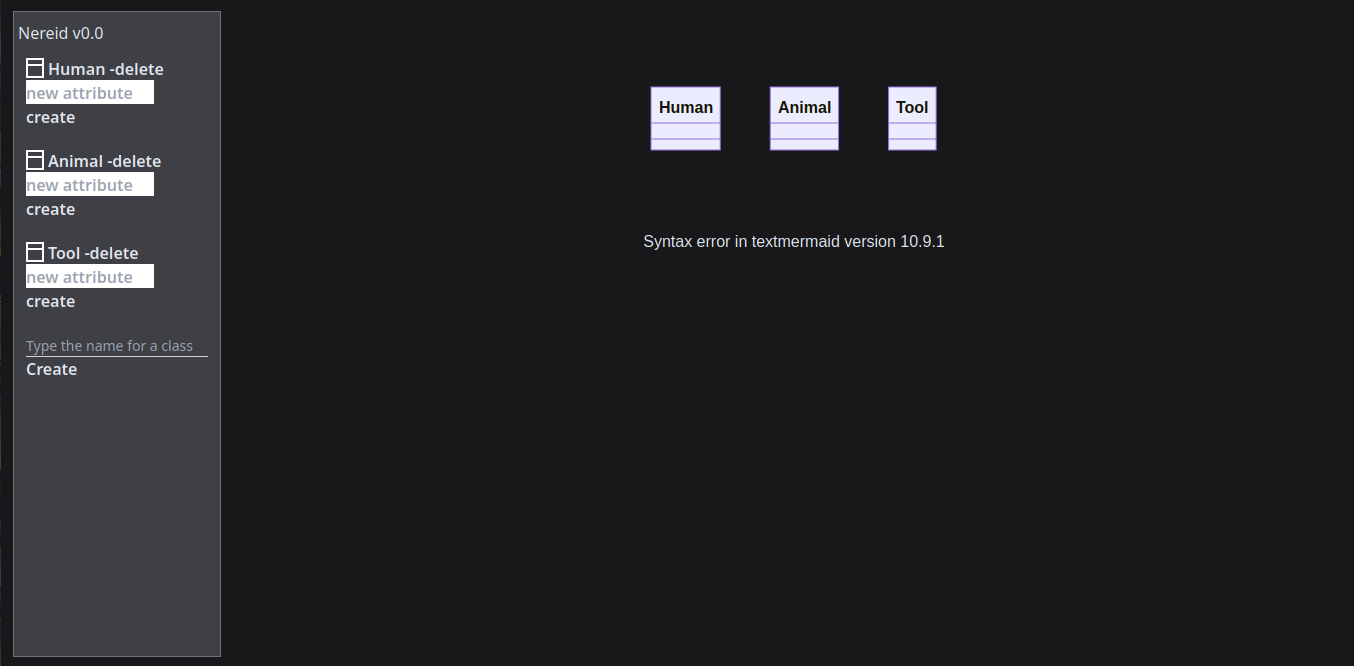 Nereid v0.0
Human -delete
new attribute
create
Animal -delete
new attribute
create
Tool -delete
new attribute
create
Type the name for a class
Create
Human
Animal
Tool
Syntax error in textmermaid version 10.9.1